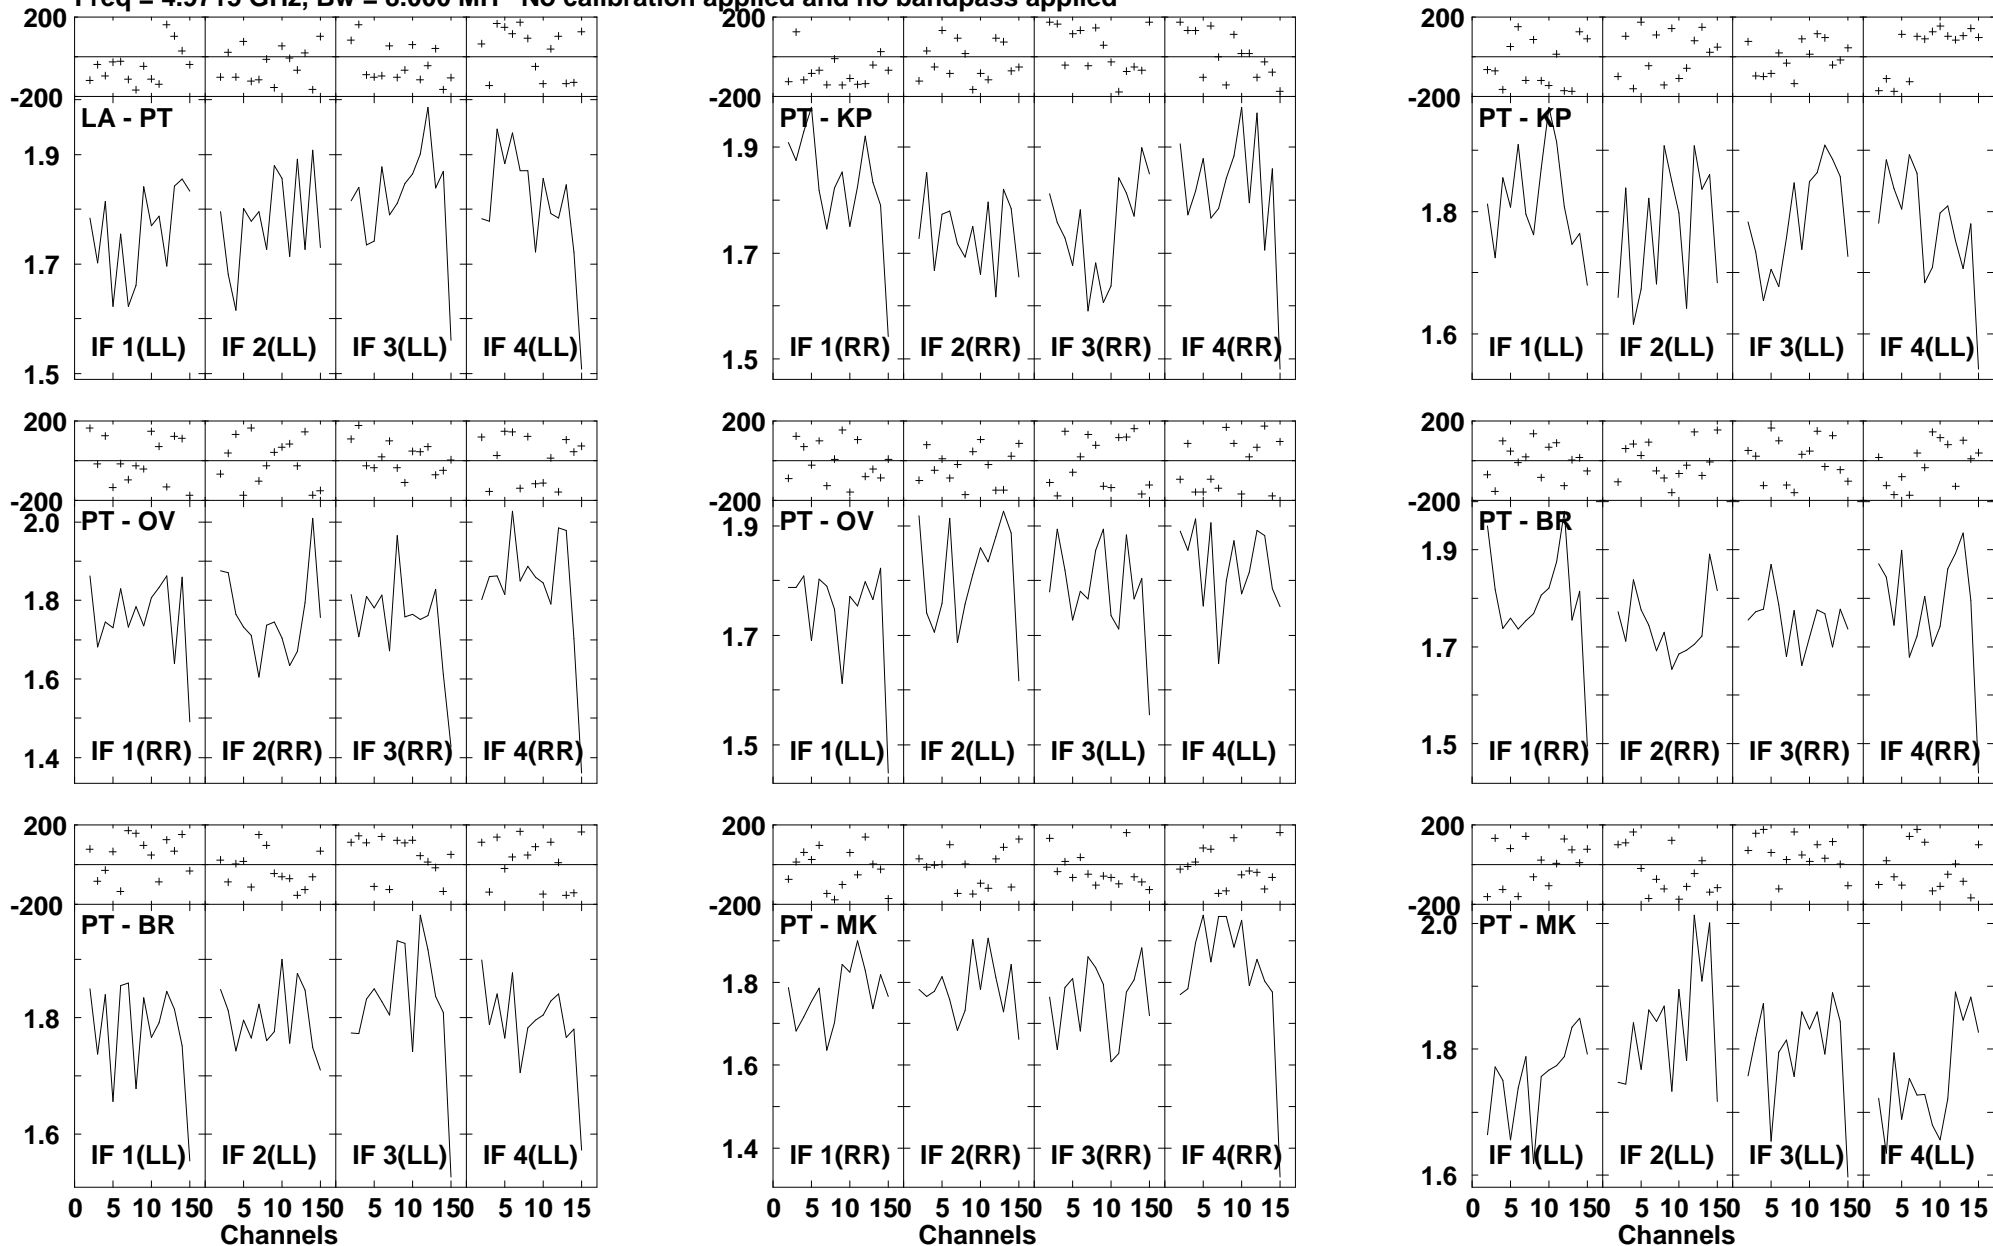 Freq = 4.9715 GHz, Bw = 8.000 MH No calibration applied and no bandpass applied
200 200 200
-200 -200 -200
LA - PT PT - KP PT - KP
1.9 1.9
1.8
1.7 1.7
1.6
1.5 1.5
IF 1(LL) IF 2(LL) IF 3(LL) IF 4(LL) IF 1(RR) IF 2(RR) IF 3(RR) IF 4(RR) IF 1(LL) IF 2(LL) IF 3(LL) IF 4(LL)
200 200 200
-200 -200 -200
PT - OV PT - OV PT - BR
2.0 1.9 1.9
1.8 1.7 1.7
1.6
1.4 1.5 1.5
IF 1(RR) IF 2(RR) IF 3(RR) IF 4(RR) IF 1(LL) IF 2(LL) IF 3(LL) IF 4(LL) IF 1(RR) IF 2(RR) IF 3(RR) IF 4(RR)
200 200 200
-200 -200 -200
PT - BR PT - MK PT - MK
2.0
1.8 1.8 1.8
1.6 1.6
1.4 1.6
IF 1(LL) IF 2(LL) IF 3(LL) IF 4(LL) IF 1(RR) IF 2(RR) IF 3(RR) IF 4(RR) IF 1(LL) IF 2(LL) IF 3(LL) IF 4(LL)
0 5 10 150 5 10 150 5 10 150 5 10 15 0 5 10 150 5 10 150 5 10 150 5 10 15 0 5 10 150 5 10 150 5 10 150 5 10 15
Channels Channels Channels